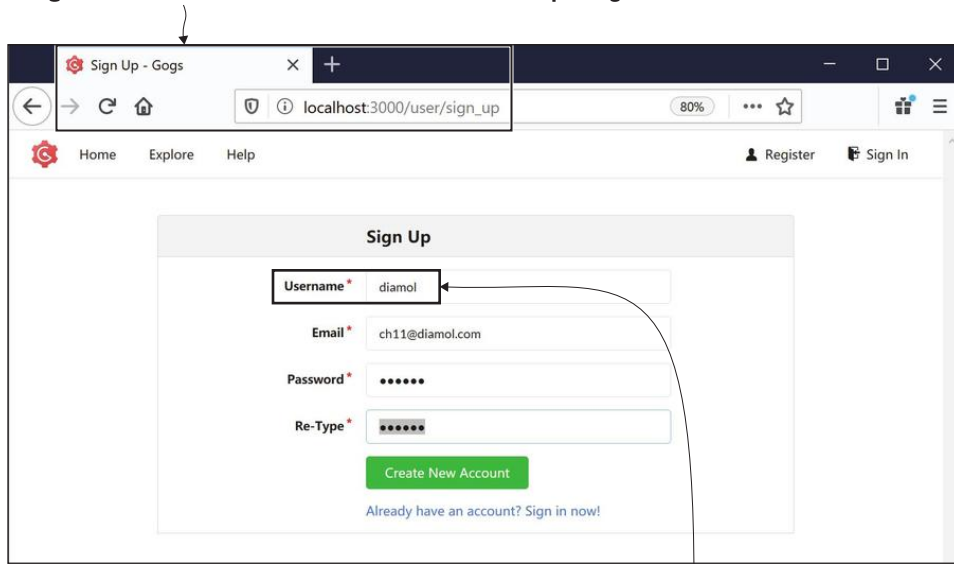 Sign Up - Gogs
localhost:3000/user/sign_up
80%
Home Explore Help Register Sign In
Sign Up
Username * diamol
Email * ch11@diamol.com
Password * ••••••
Re-Type * ••••••
Create New Account
Already have an account? Sign in now!